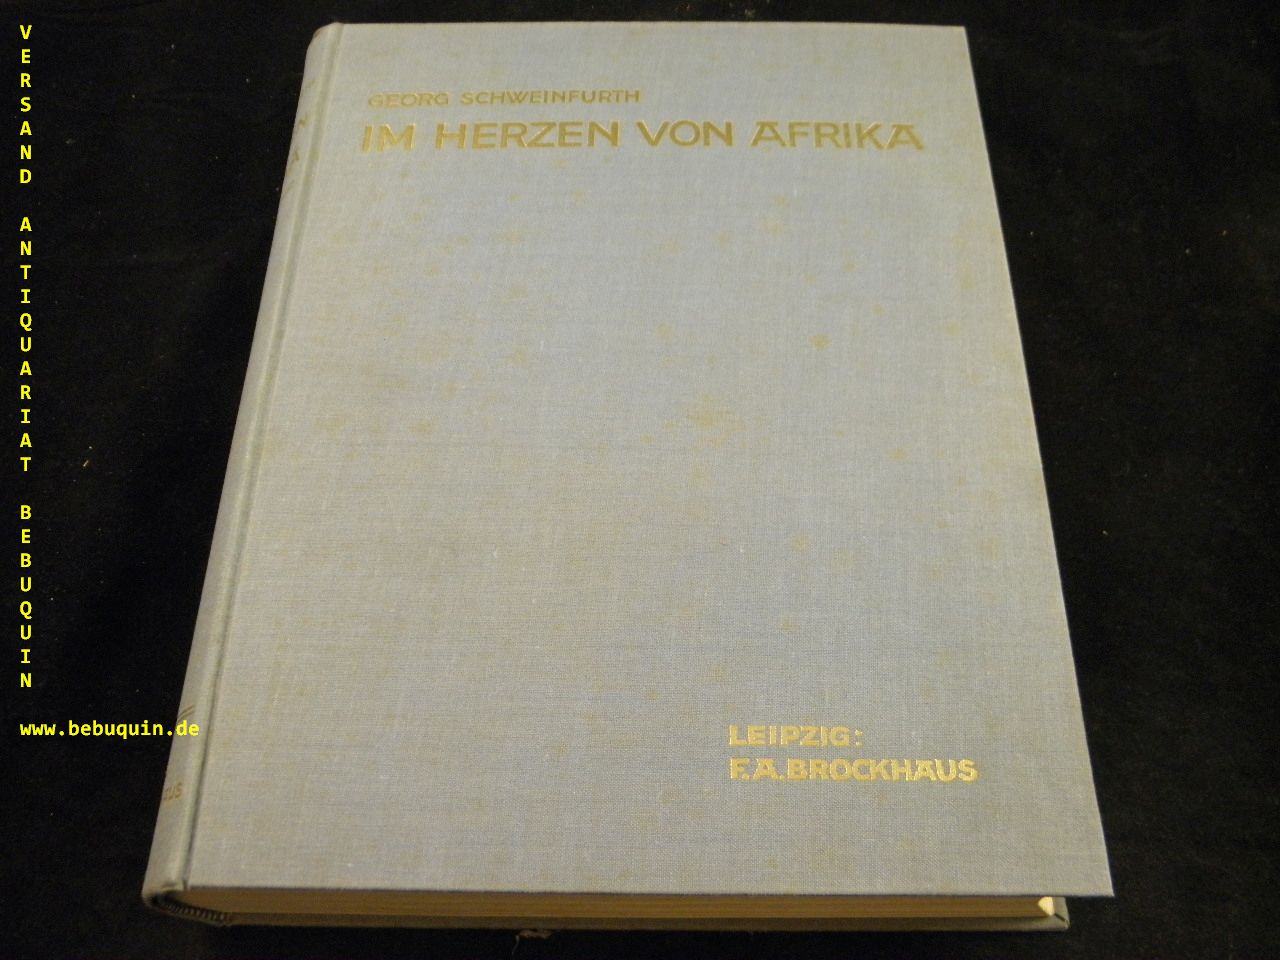 VERSAND ANTIQUARIAT BEBUQUIN
www.bebuquin.de
GEORG SCHWEINFURTH
IM HERZEN VON AFRIKA
LEIPZIG:
F.A.BROCKHAUS